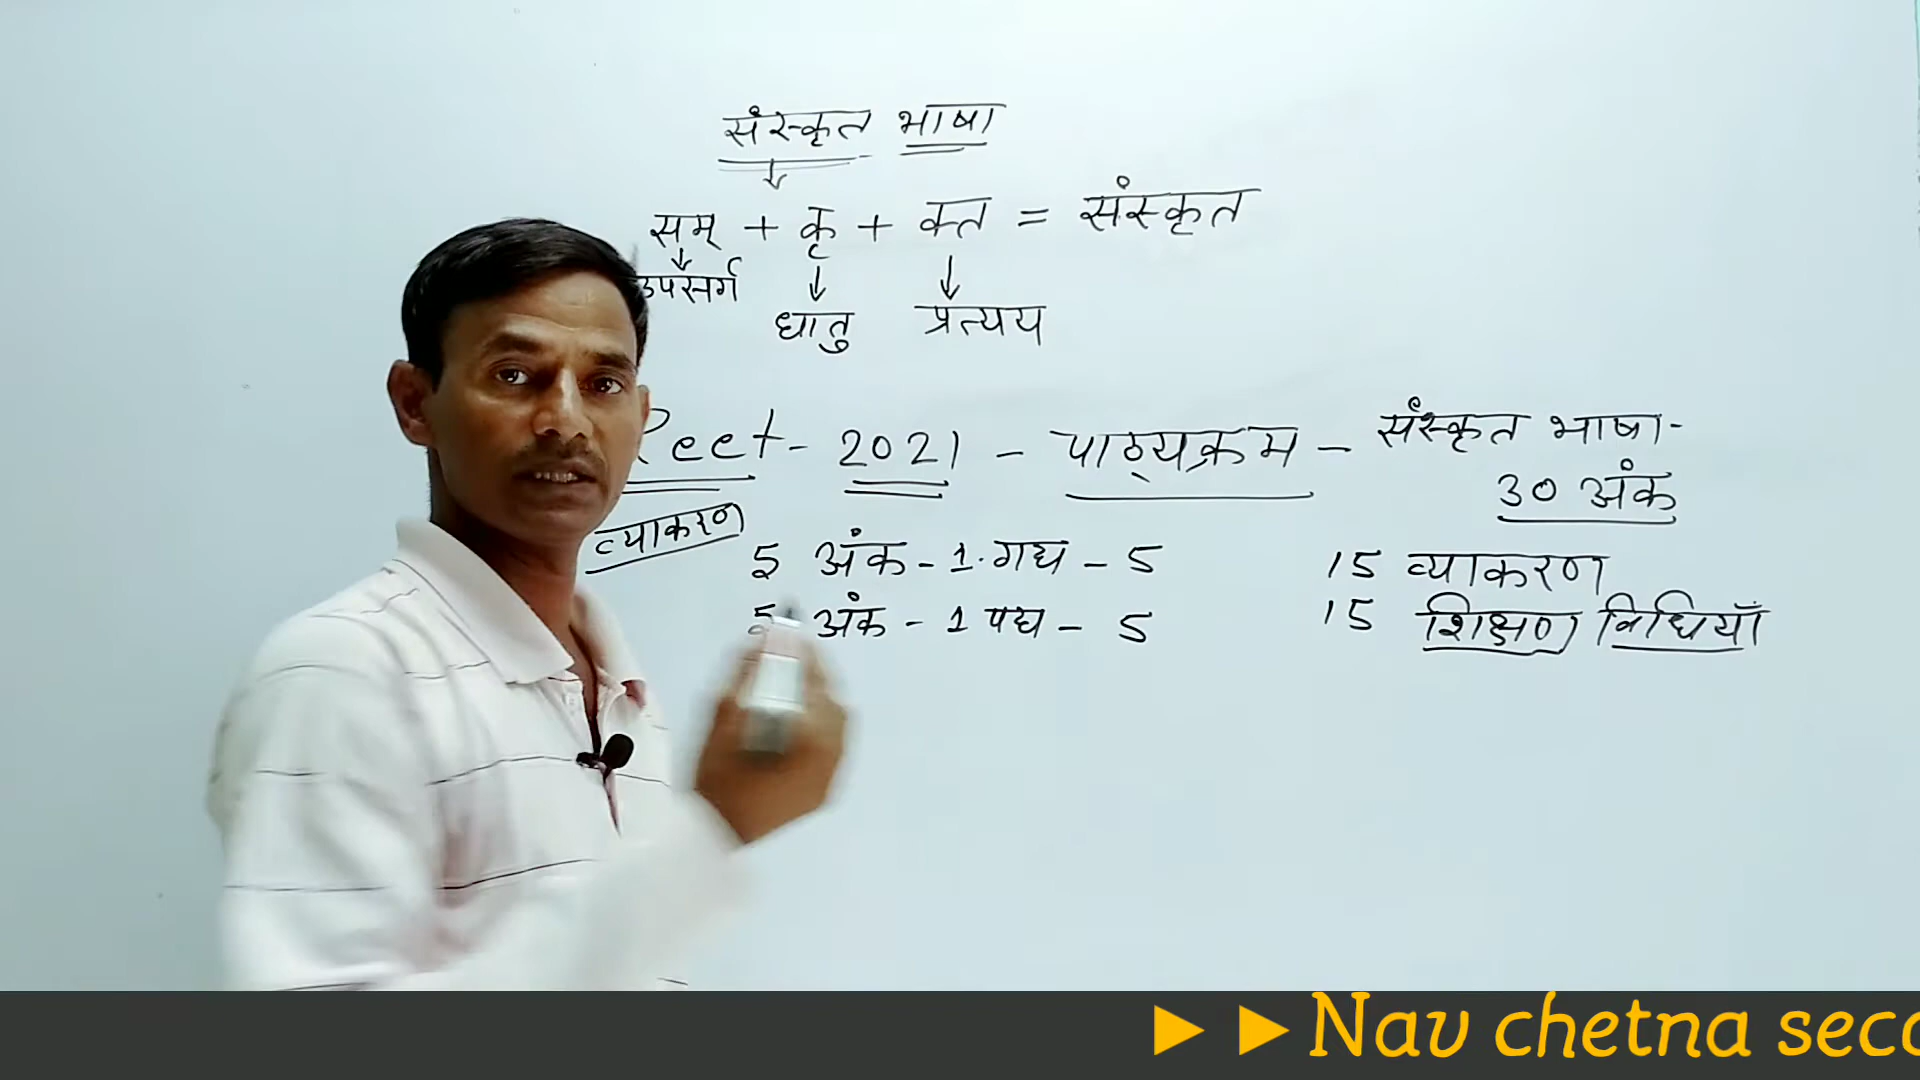 संस्कृत भाषा
सम् + कृ + क्त = संस्कृत
उपसर्ग धातु प्रत्यय
Reet - 2021 - पाठ्यक्रम - संस्कृत भाषा -
30 अंक
व्याकरण
5 अंक - 1. गद्य - 5
5 अंक - 1 पद्य - 5
15 व्याकरण
15 शिक्षण विधियाँ
Nav chetna seco